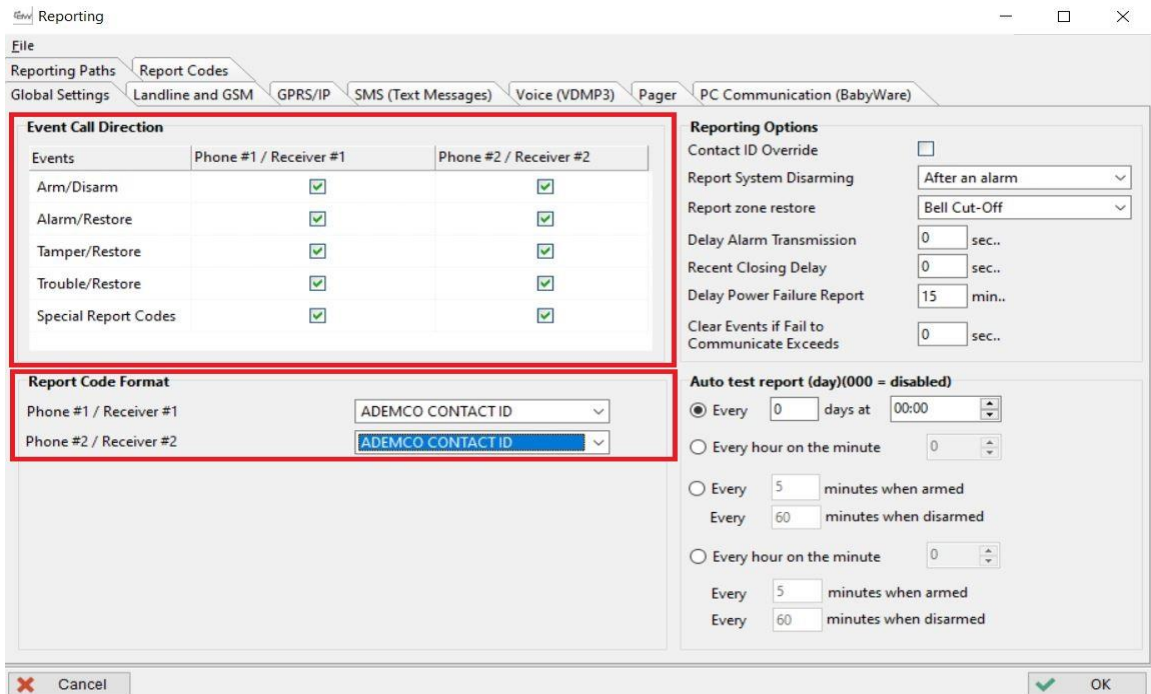 Reporting
File
Reporting Paths Report Codes
Global Settings Landline and GSM GPRS/IP SMS (Text Messages) Voice (VDMP3) Pager PC Communication (BabyWare)
Event Call Direction
Events Phone #1 / Receiver #1 Phone #2 / Receiver #2
Arm/Disarm
Alarm/Restore
Tamper/Restore
Trouble/Restore
Special Report Codes
Report Code Format
Phone #1 / Receiver #1 ADEMCO CONTACT ID
Phone #2 / Receiver #2 ADEMCO CONTACT ID
Reporting Options
Contact ID Override
Report System Disarming After an alarm
Report zone restore Bell Cut-Off
Delay Alarm Transmission 0 sec..
Recent Closing Delay 0 sec..
Delay Power Failure Report 15 min..
Clear Events if Fail to
Communicate Exceeds 0 sec..
Auto test report (day)(000 = disabled)
Every 0 days at 00:00
Every hour on the minute 0
Every 5 minutes when armed
Every 60 minutes when disarmed
Every hour on the minute 0
Every 5 minutes when armed
Every 60 minutes when disarmed
Cancel OK